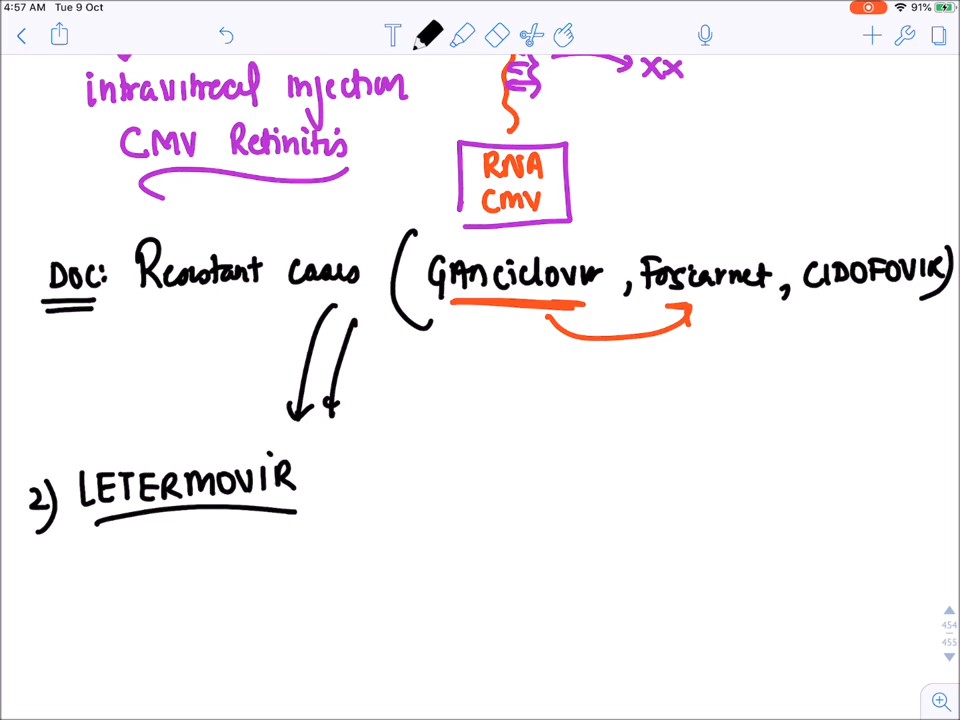 4:57 AM Tue 9 Oct
91%
T
intravitreal injection
XX
CMV Retinitis
RNA
CMV
DOC: Resistant cases (GANciclovir, Foscarnet, CIDOFOVIR)
2) LETERMOVIR
454
455